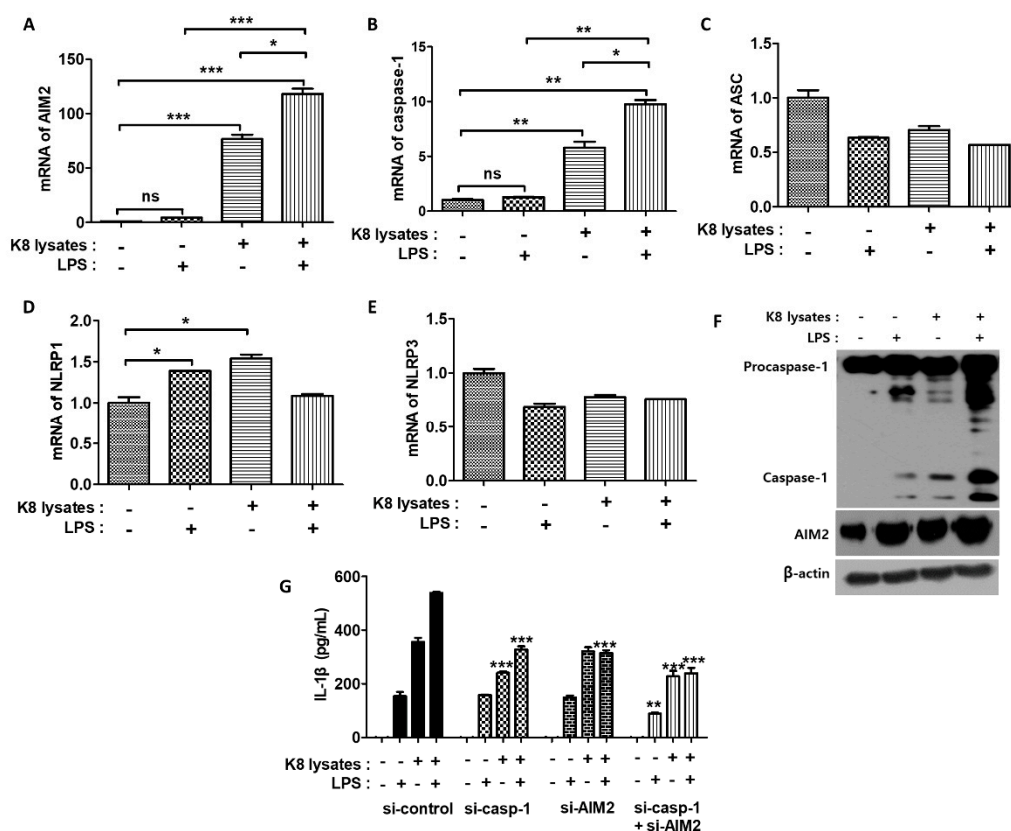 A
mRNA of AIM2
150
100
50
0
***
***
*
***
ns
K8 lysates : - - + +
LPS : - + - +
B
mRNA of caspase-1
15
10
5
0
**
**
*
**
ns
K8 lysates : - - + +
LPS : - + - +
C
mRNA of ASC
1.5
1.0
0.5
0.0
K8 lysates : - - + +
LPS : - + - +
D
mRNA of NLRP1
2.0
1.5
1.0
0.5
0.0
*
*
K8 lysates : - - + +
LPS : - + - +
E
mRNA of NLRP3
1.5
1.0
0.5
0.0
K8 lysates : - - + +
LPS : - + - +
F
K8 lysates : - - + +
LPS : - + - +
Procaspase-1
Caspase-1
AIM2
β-actin
G
IL-1β (pg/mL)
600
400
200
0
*** ***
***
** *** ***
K8 lysates : - - + + - - + + - - + + - - + +
LPS : - + - + - + - + - + - + - + - +
si-control si-casp-1 si-AIM2 si-casp-1
+ si-AIM2